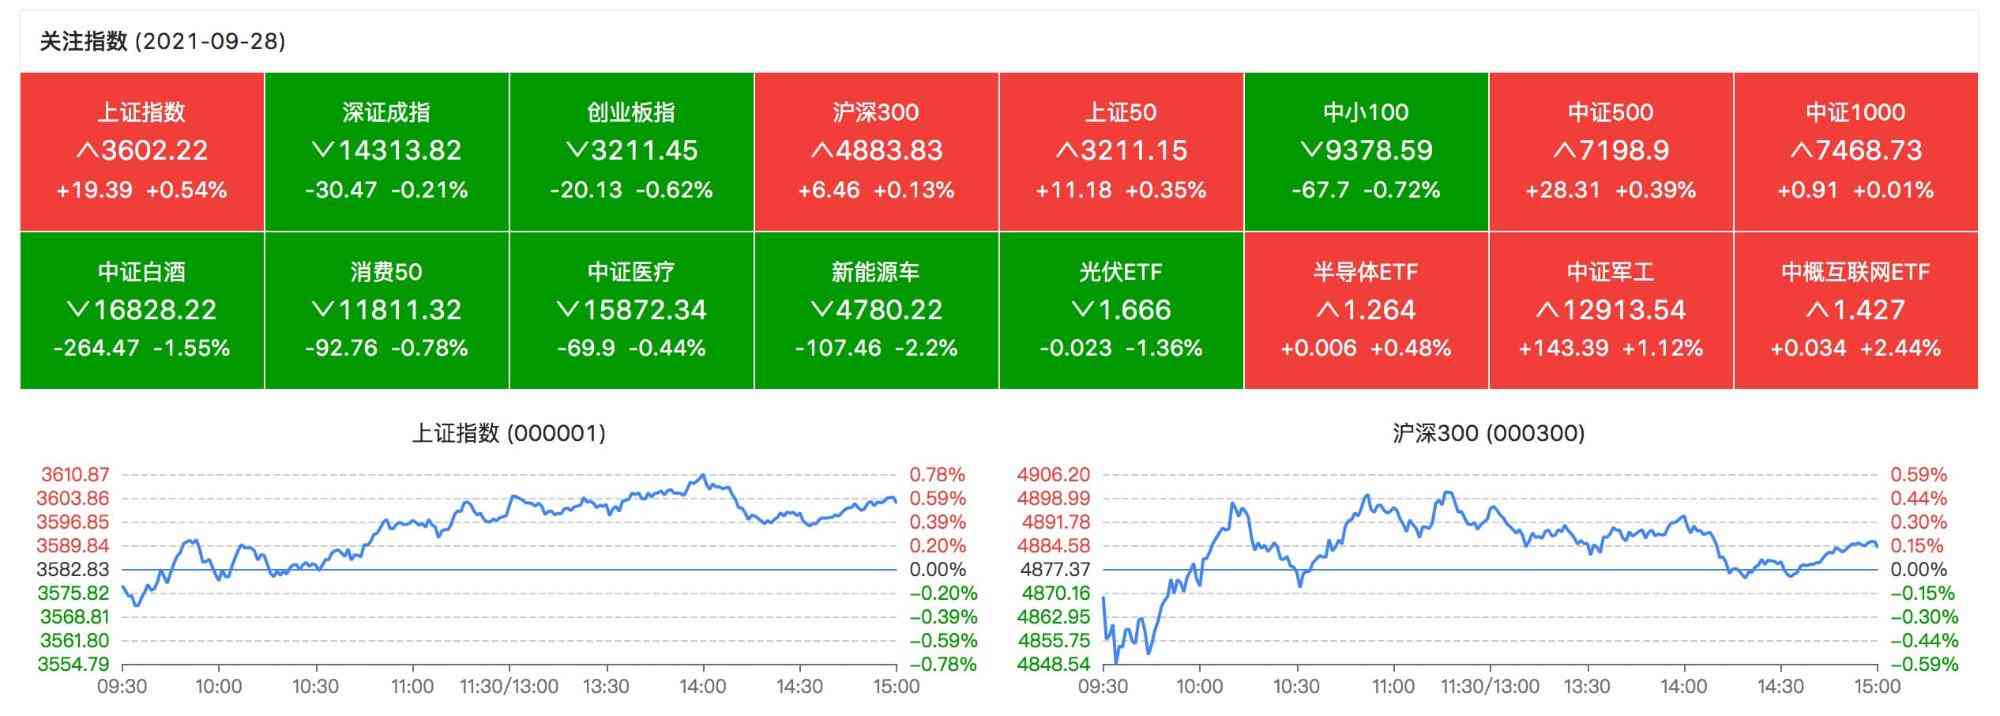 关注指数 (2021-09-28)
上证指数
∧3602.22
+19.39 +0.54%
深证成指
∨14313.82
-30.47 -0.21%
创业板指
∨3211.45
-20.13 -0.62%
沪深300
∧4883.83
+6.46 +0.13%
上证50
∧3211.15
+11.18 +0.35%
中小100
∨9378.59
-67.7 -0.72%
中证500
∧7198.9
+28.31 +0.39%
中证1000
∧7468.73
+0.91 +0.01%
中证白酒
∨16828.22
-264.47 -1.55%
消费50
∨11811.32
-92.76 -0.78%
中证医疗
∨15872.34
-69.9 -0.44%
新能源车
∨4780.22
-107.46 -2.2%
光伏ETF
∨1.666
-0.023 -1.36%
半导体ETF
∧1.264
+0.006 +0.48%
中证军工
∧12913.54
+143.39 +1.12%
中概互联网ETF
∧1.427
+0.034 +2.44%
上证指数 (000001)
3610.87 0.78%
3603.86 0.59%
3596.85 0.39%
3589.84 0.20%
3582.83 0.00%
3575.82 −0.20%
3568.81 −0.39%
3561.80 −0.59%
3554.79 −0.78%
09:30 10:00 10:30 11:00 11:30/13:00 13:30 14:00 14:30 15:00
沪深300 (000300)
4906.20 0.59%
4898.99 0.44%
4891.78 0.30%
4884.58 0.15%
4877.37 0.00%
4870.16 −0.15%
4862.95 −0.30%
4855.75 −0.44%
4848.54 −0.59%
09:30 10:00 10:30 11:00 11:30/13:00 13:30 14:00 14:30 15:00